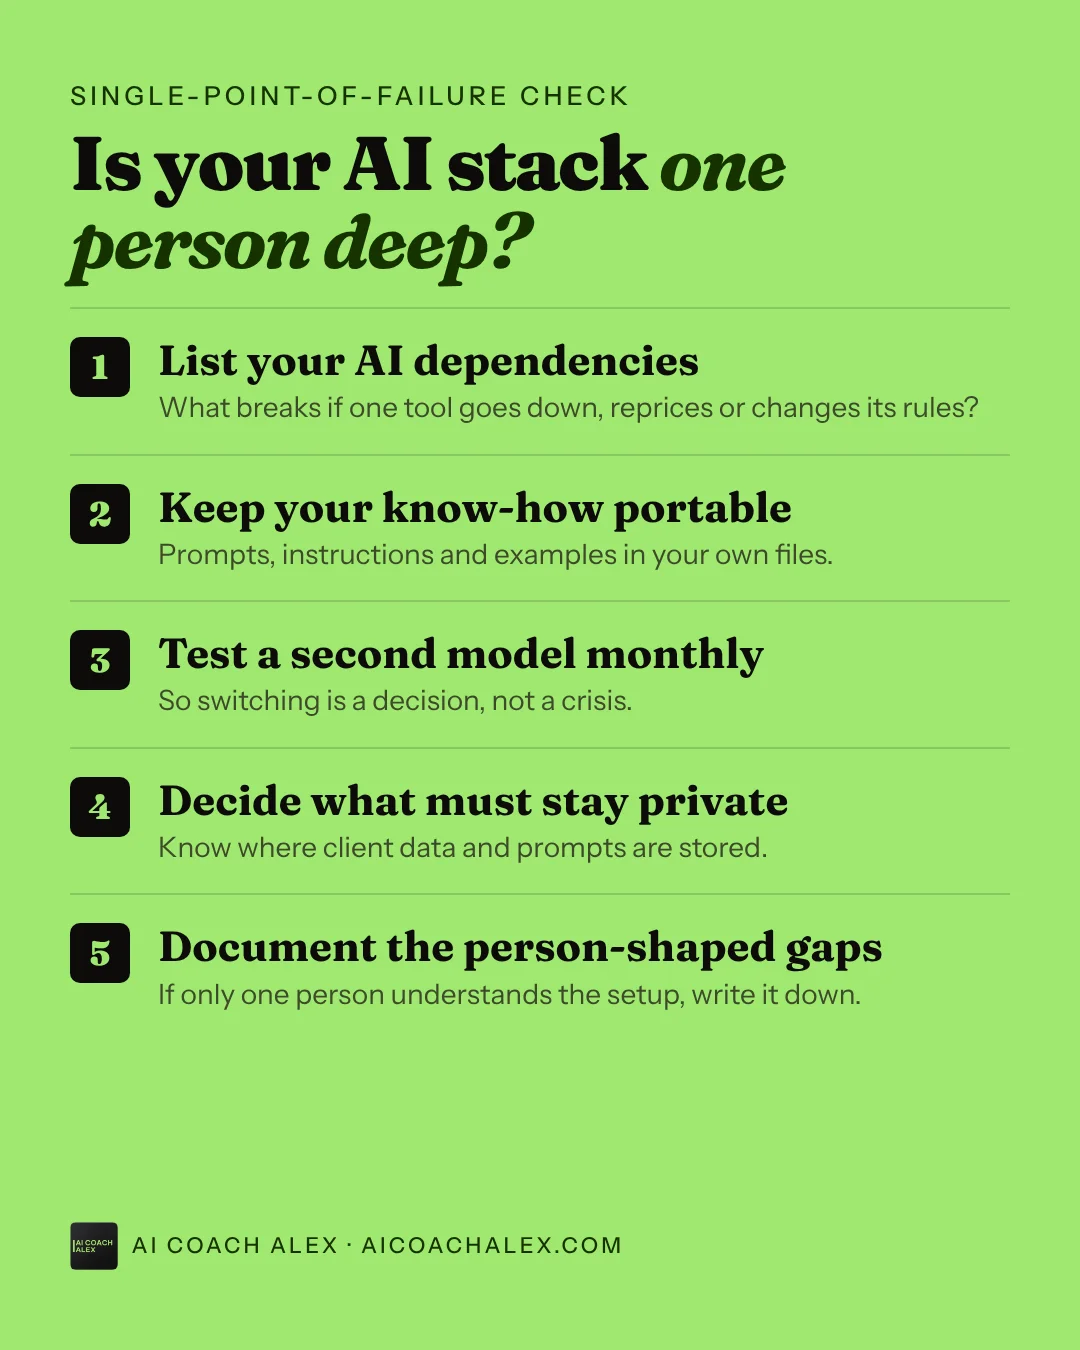 SINGLE-POINT-OF-FAILURE CHECK
Is your AI stack one
person deep?
1
List your AI dependencies
What breaks if one tool goes down, reprices or changes its rules?
2
Keep your know-how portable
Prompts, instructions and examples in your own files.
3
Test a second model monthly
So switching is a decision, not a crisis.
4
Decide what must stay private
Know where client data and prompts are stored.
5
Document the person-shaped gaps
If only one person understands the setup, write it down.
AI COACH
ALEX
AI COACH ALEX · AICOACHALEX.COM